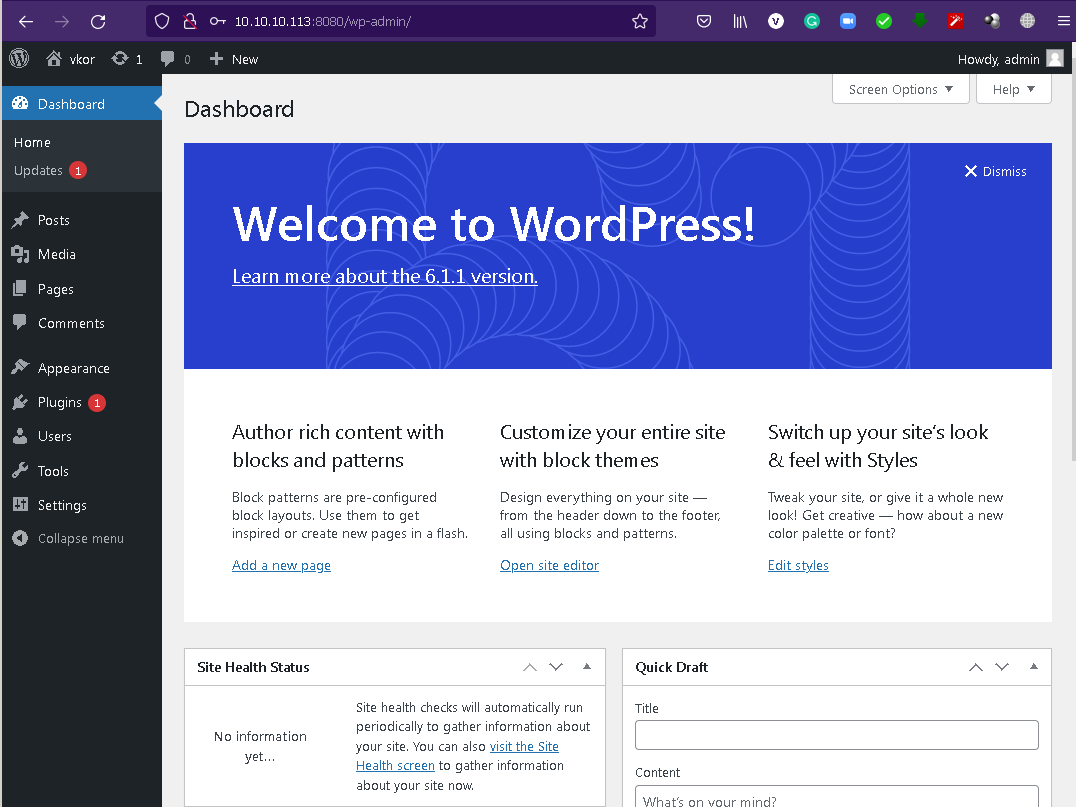 10.10.10.113:8080/wp-admin/
vkor 1 0 New Howdy, admin
Dashboard
Home
Updates 1
Posts
Media
Pages
Comments
Appearance
Plugins 1
Users
Tools
Settings
Collapse menu
Screen Options Help
Dashboard
Dismiss
Welcome to WordPress!
Learn more about the 6.1.1 version.
Author rich content with
blocks and patterns
Block patterns are pre-configured
block layouts. Use them to get
inspired or create new pages in a flash.
Add a new page
Customize your entire site
with block themes
Design everything on your site —
from the header down to the footer,
all using blocks and patterns.
Open site editor
Switch up your site's look
& feel with Styles
Tweak your site, or give it a whole new
look! Get creative — how about a new
color palette or font?
Edit styles
Site Health Status
No information
yet...
Site health checks will automatically run
periodically to gather information about
your site. You can also visit the Site
Health screen to gather information
about your site now.
Quick Draft
Title
Content
What's on your mind?